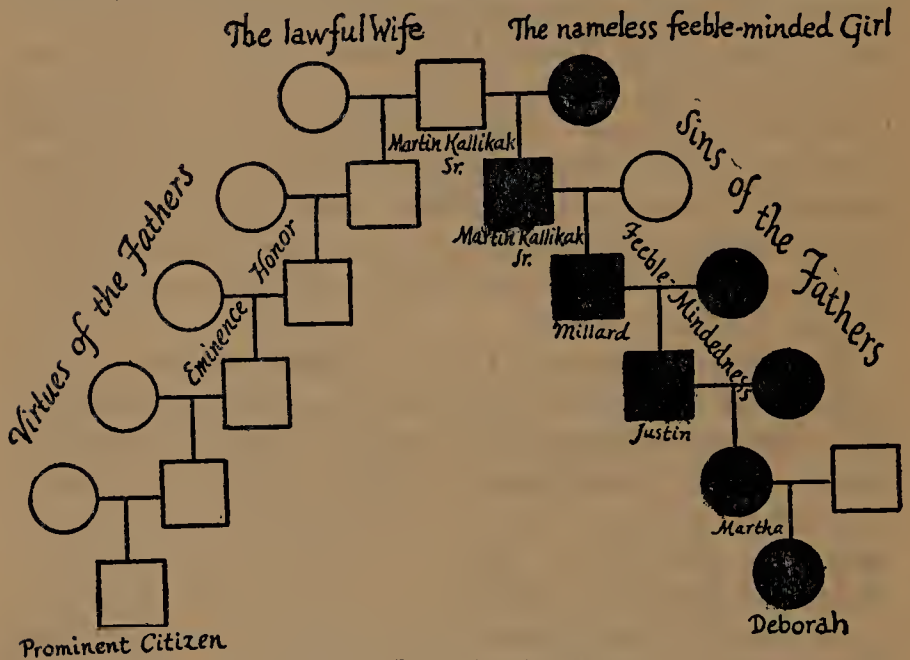 The lawful Wife
The nameless feeble-minded Girl
Martin Kallikak
Sr.
Virtues of the Fathers
Honor
Eminence
Martin Kallikak
Jr.
Sins of the Fathers
Feeble-Mindedness
Millard
Justin
Martha
Deborah
Prominent Citizen